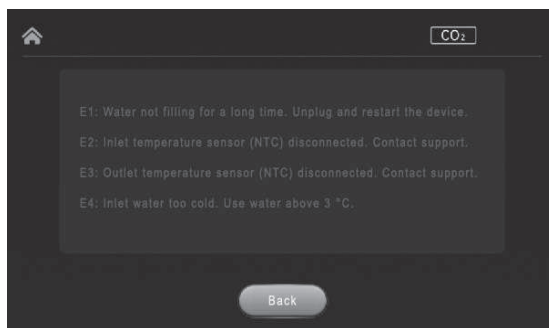 CO₂
E1: Water not filling for a long time. Unplug and restart the device.
E2: Inlet temperature sensor (NTC) disconnected. Contact support.
E3: Outlet temperature sensor (NTC) disconnected. Contact support.
E4: Inlet water too cold. Use water above 3 °C.
Back